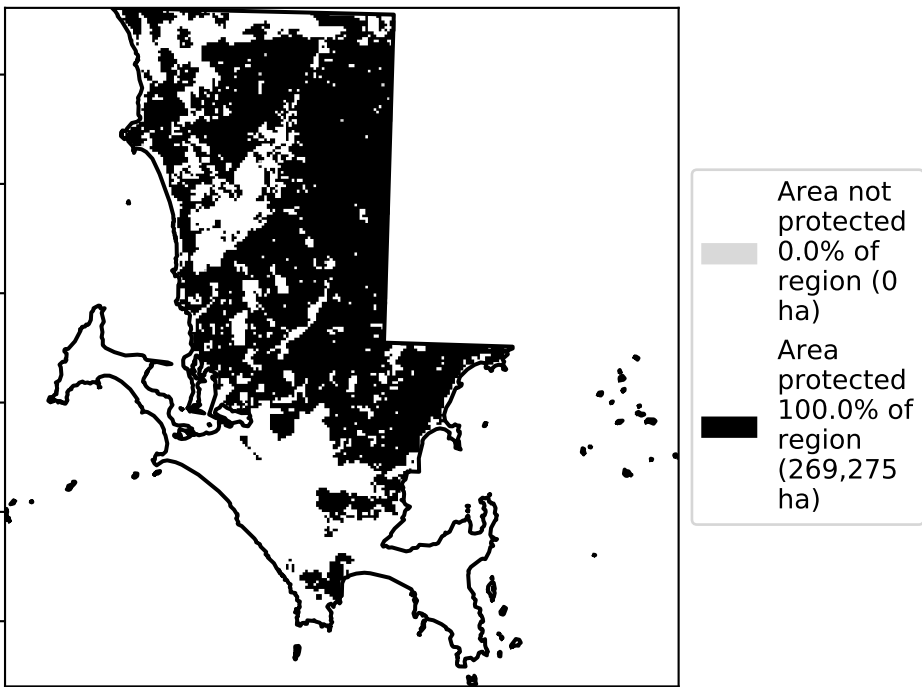 Area not
protected
0.0% of
region (0
ha)
Area
protected
100.0% of
region
(269,275
ha)